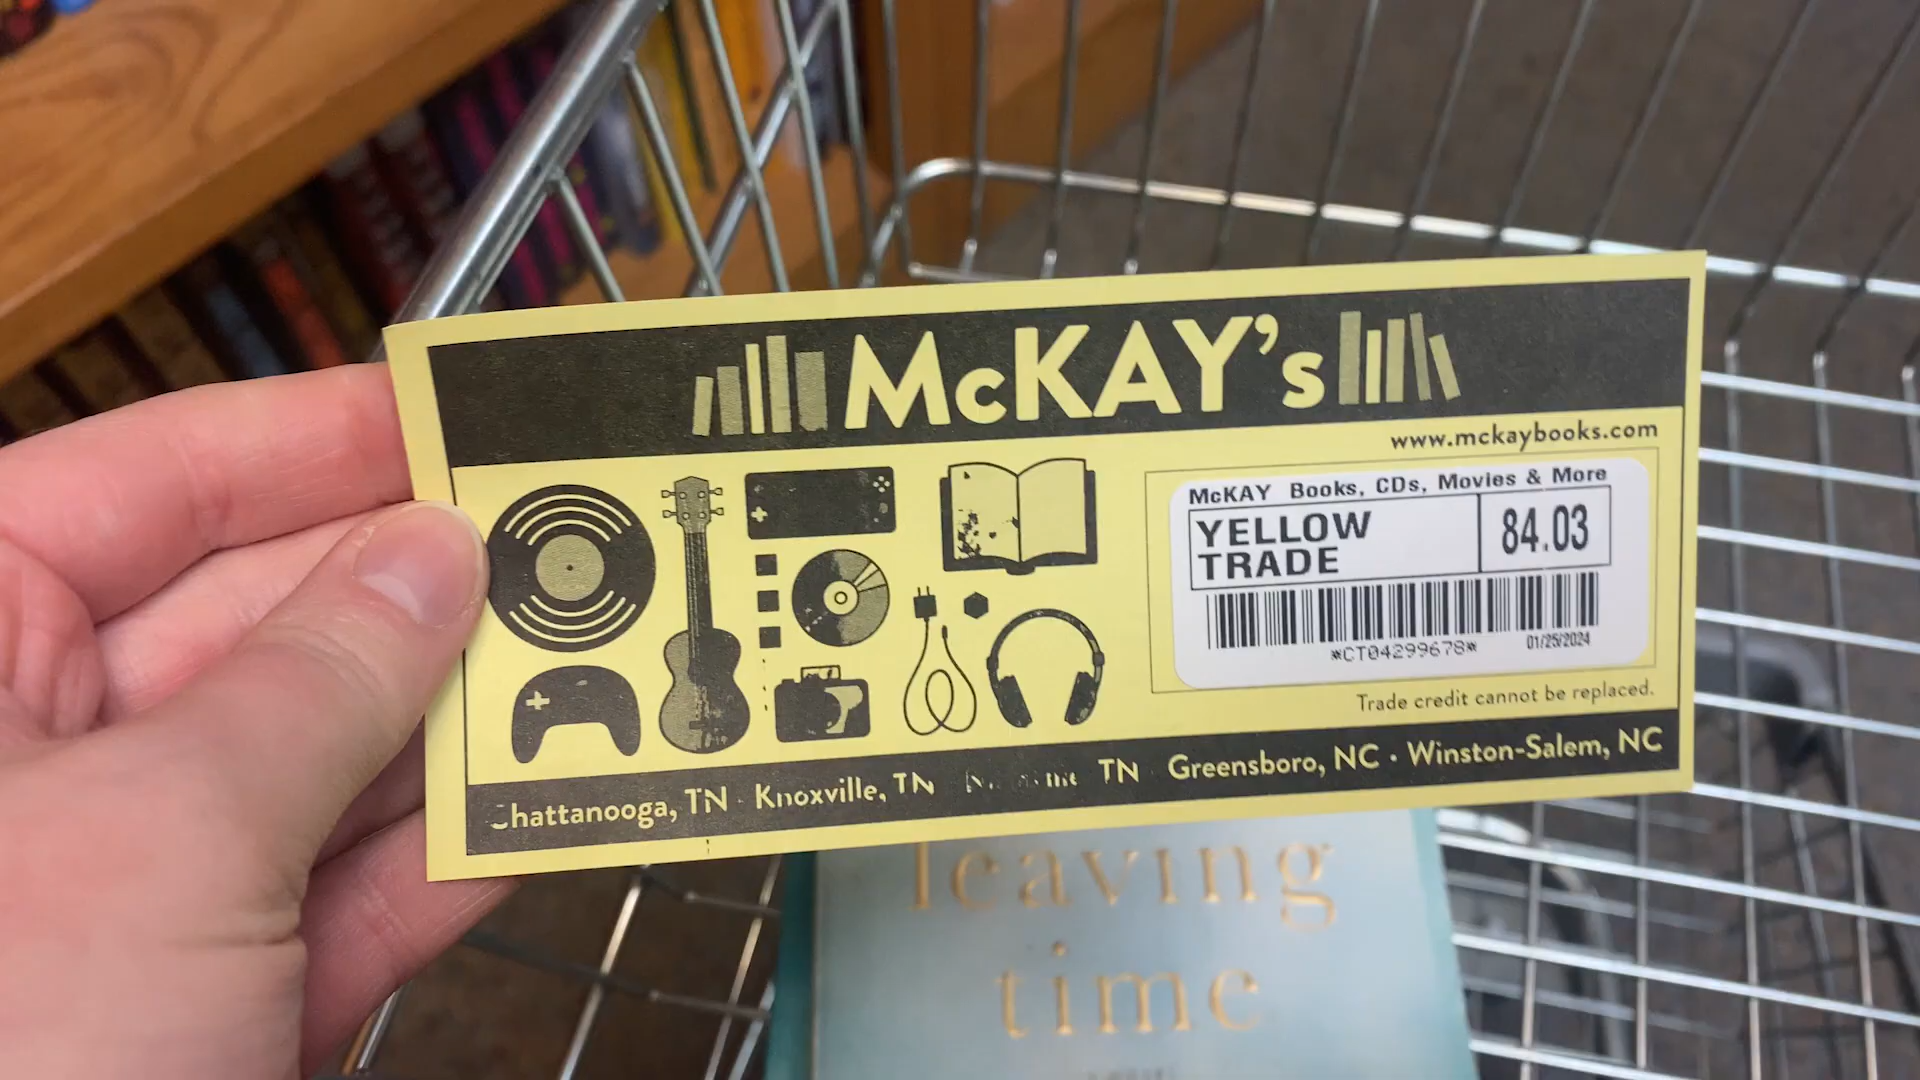 McKAY's
www.mckaybooks.com
McKAY Books, CDs, Movies & More
YELLOW
TRADE
84.03
*CT04299678*
01/25/2024
Trade credit cannot be replaced.
Chattanooga, TN · Knoxville, TN TN Greensboro, NC · Winston-Salem, NC
leaving
time